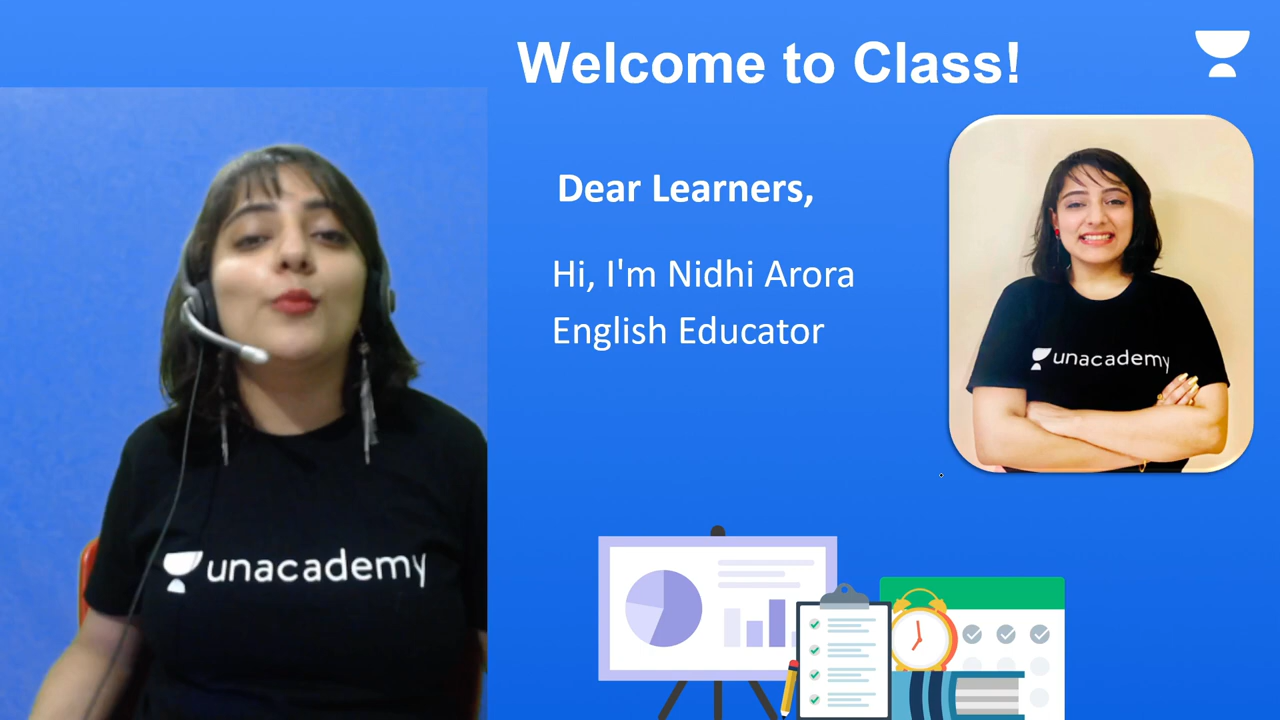 Welcome to Class!
Dear Learners,
Hi, I'm Nidhi Arora
English Educator
unacademy
unacademy